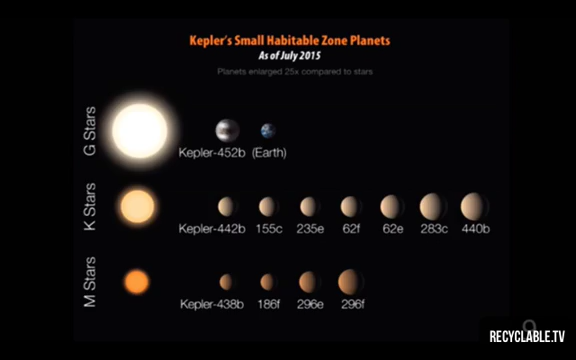 Kepler's Small Habitable Zone Planets
As of July 2015
Planets enlarged 25x compared to stars
G Stars
Kepler-452b (Earth)
K Stars
Kepler-442b 155c 235e 62f 62e 283c 440b
M Stars
Kepler-438b 186f 296e 296f
RECYCLABLE.TV